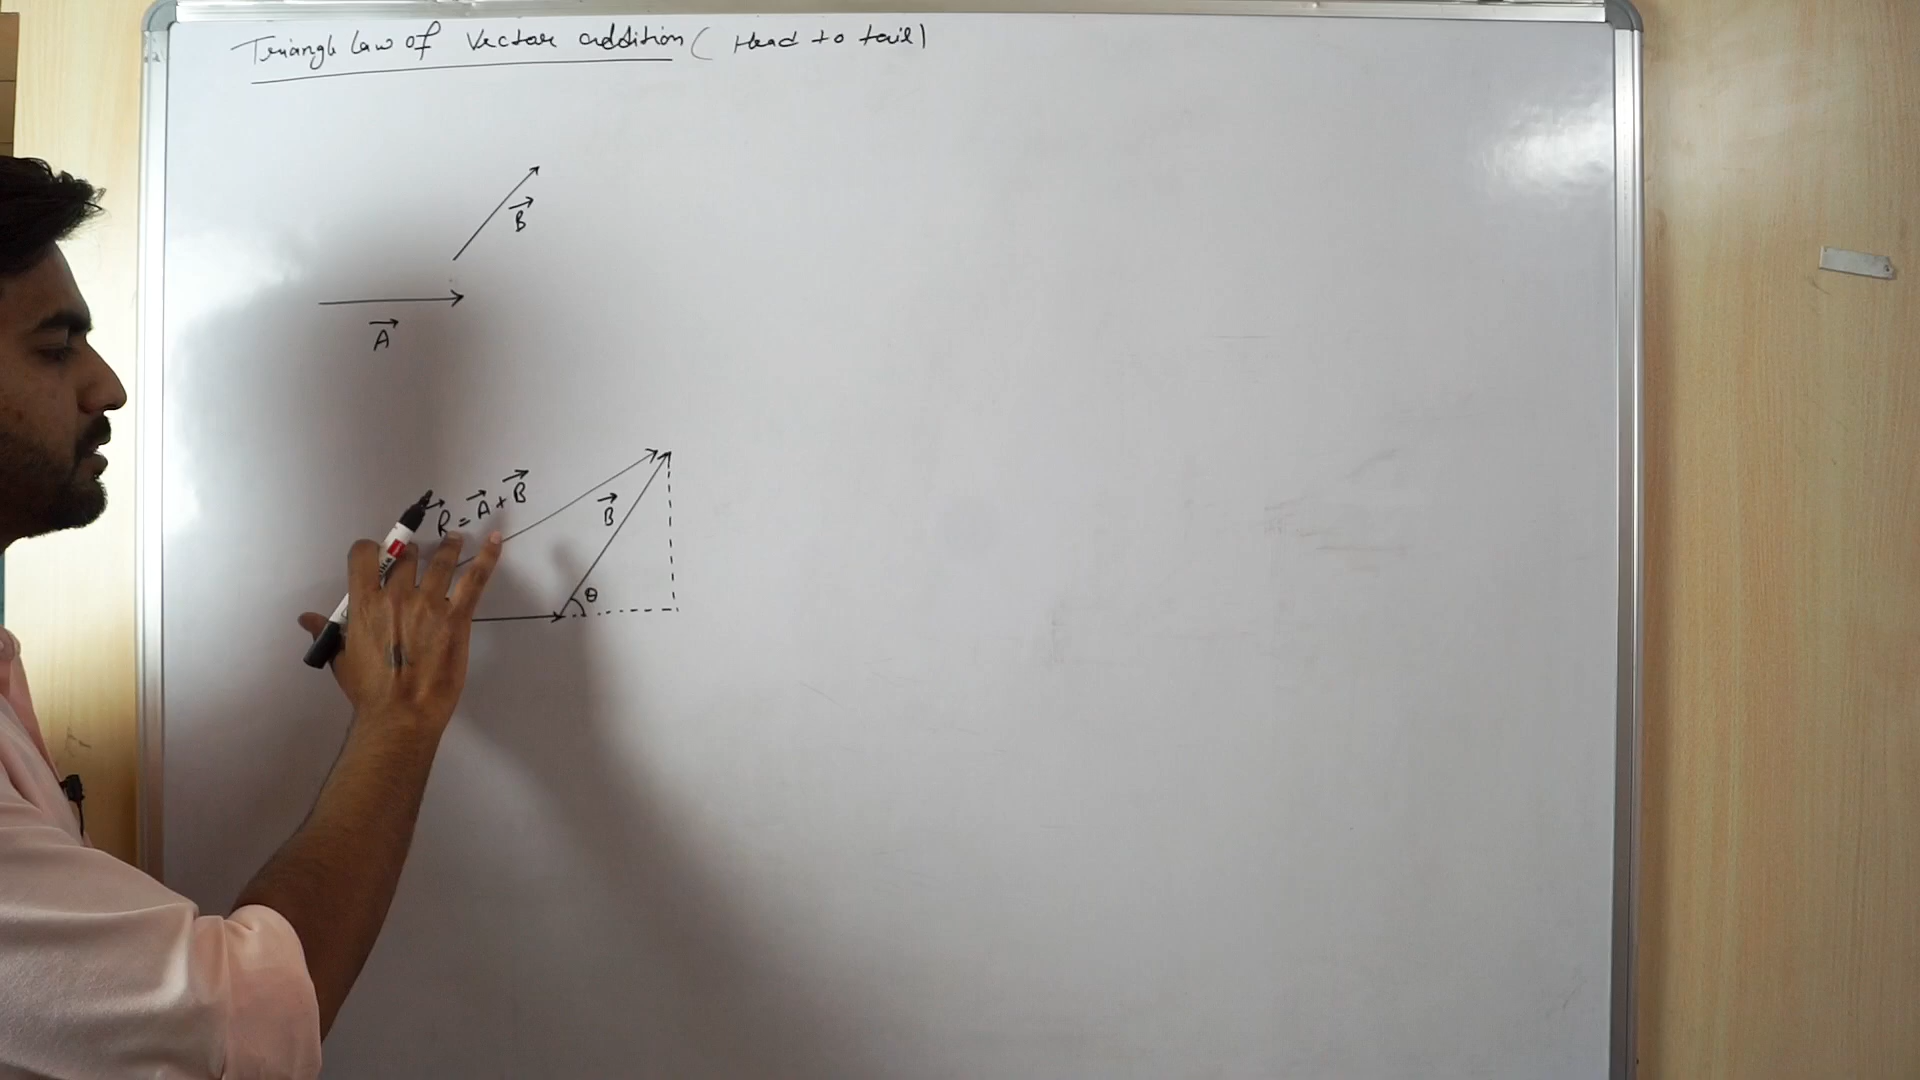 Triangle law of Vector addition ( Head to tail )
B
A
R = A + B
B
θ